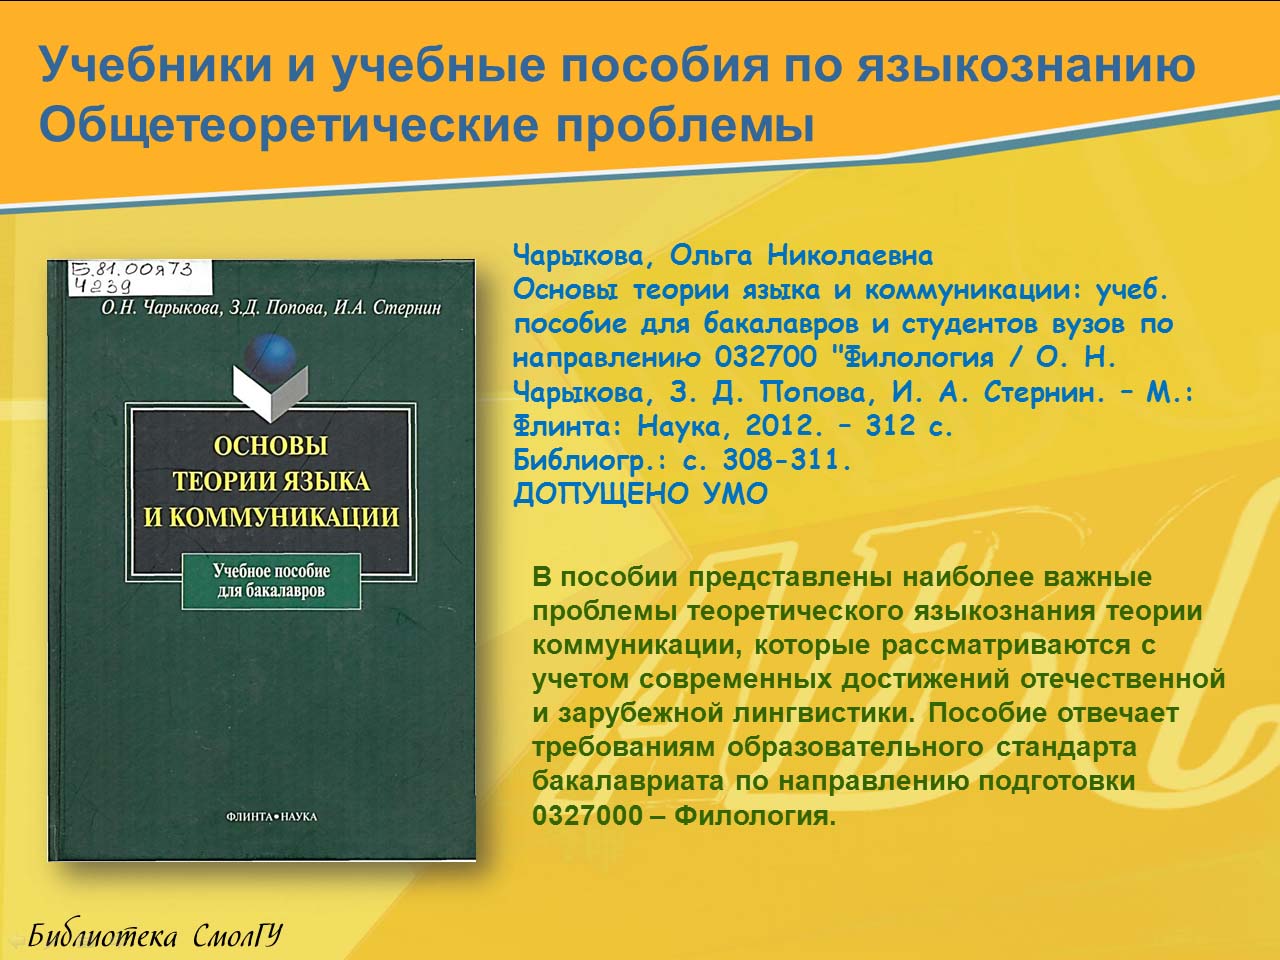 Учебники и учебные пособия по языкознанию
Общетеоретические проблемы
Б.81.00я73
4239
О.Н. Чарыкова, З.Д. Попова, И.А. Стернин
ОСНОВЫ
ТЕОРИИ ЯЗЫКА
И КОММУНИКАЦИИ
Учебное пособие
для бакалавров
ФЛИНТА•НАУКА
Чарыкова, Ольга Николаевна
Основы теории языка и коммуникации: учеб.
пособие для бакалавров и студентов вузов по
направлению 032700 "Филология / О. Н.
Чарыкова, З. Д. Попова, И. А. Стернин. – М.:
Флинта: Наука, 2012. – 312 с.
Библиогр.: с. 308-311.
ДОПУЩЕНО УМО
В пособии представлены наиболее важные
проблемы теоретического языкознания теории
коммуникации, которые рассматриваются с
учетом современных достижений отечественной
и зарубежной лингвистики. Пособие отвечает
требованиям образовательного стандарта
бакалавриата по направлению подготовки
0327000 – Филология.
Библиотека СмолГУ